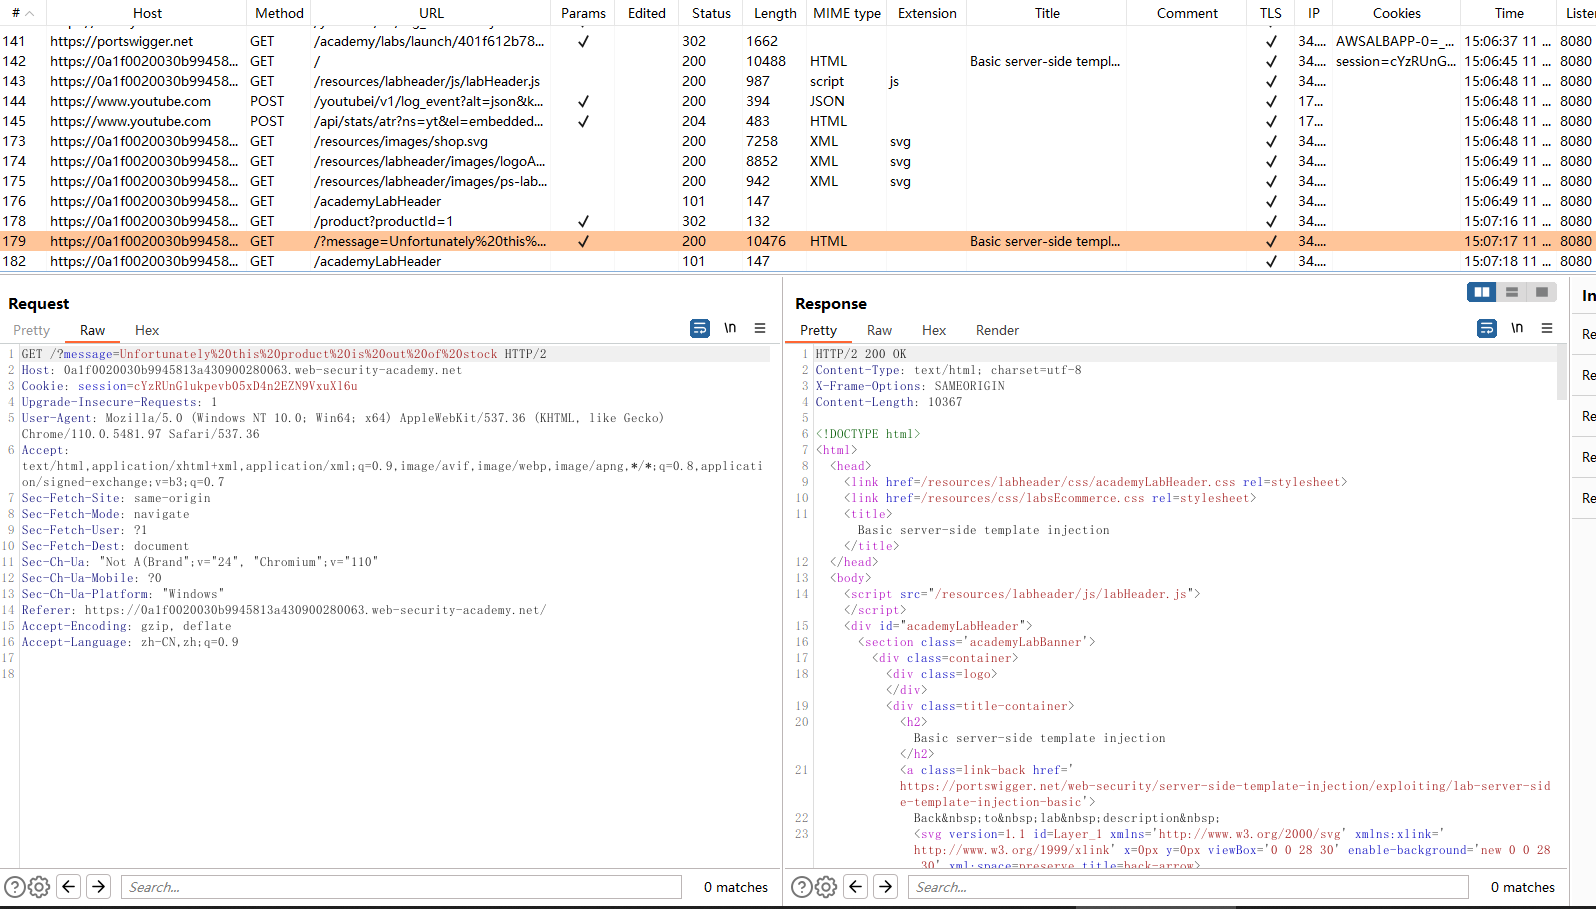 # Host Method URL Params Edited Status Length MIME type Extension Title Comment TLS IP Cookies Time Liste
141 https://portswigger.net GET /academy/labs/launch/401f612b78... ✓ 302 1662 ✓ 34.... AWSALBAPP-0=_... 15:06:37 11 ... 8080
142 https://0a1f0020030b99458... GET / 200 10488 HTML Basic server-side templ... ✓ 34.... session=cYzRUnG... 15:06:45 11 ... 8080
143 https://0a1f0020030b99458... GET /resources/labheader/js/labHeader.js 200 987 script js ✓ 34.... 15:06:48 11 ... 8080
144 https://www.youtube.com POST /youtubei/v1/log_event?alt=json&k... ✓ 200 394 JSON ✓ 17... 15:06:48 11 ... 8080
145 https://www.youtube.com POST /api/stats/atr?ns=yt&el=embedded... ✓ 204 483 HTML ✓ 17... 15:06:48 11 ... 8080
173 https://0a1f0020030b99458... GET /resources/images/shop.svg 200 7258 XML svg ✓ 34.... 15:06:48 11 ... 8080
174 https://0a1f0020030b99458... GET /resources/labheader/images/logoA... 200 8852 XML svg ✓ 34.... 15:06:49 11 ... 8080
175 https://0a1f0020030b99458... GET /resources/labheader/images/ps-lab... 200 942 XML svg ✓ 34.... 15:06:49 11 ... 8080
176 https://0a1f0020030b99458... GET /academyLabHeader 101 147 ✓ 34.... 15:06:49 11 ... 8080
178 https://0a1f0020030b99458... GET /product?productId=1 ✓ 302 132 ✓ 34.... 15:07:16 11 ... 8080
179 https://0a1f0020030b99458... GET /?message=Unfortunately%20this%... ✓ 200 10476 HTML Basic server-side templ... ✓ 34.... 15:07:17 11 ... 8080
182 https://0a1f0020030b99458... GET /academyLabHeader 101 147 ✓ 34.... 15:07:18 11 ... 8080
Request
Pretty Raw Hex \n
1 GET /?message=Unfortunately%20this%20product%20is%20out%20of%20stock HTTP/2
2 Host: 0a1f0020030b9945813a430900280063.web-security-academy.net
3 Cookie: session=cYzRUnGlukpevbO5xD4n2EZN9VxuXl6u
4 Upgrade-Insecure-Requests: 1
5 User-Agent: Mozilla/5.0 (Windows NT 10.0; Win64; x64) AppleWebKit/537.36 (KHTML, like Gecko)
Chrome/110.0.5481.97 Safari/537.36
6 Accept:
text/html,application/xhtml+xml,application/xml;q=0.9,image/avif,image/webp,image/apng,*/*;q=0.8,applicati
on/signed-exchange;v=b3;q=0.7
7 Sec-Fetch-Site: same-origin
8 Sec-Fetch-Mode: navigate
9 Sec-Fetch-User: ?1
10 Sec-Fetch-Dest: document
11 Sec-Ch-Ua: "Not A(Brand";v="24", "Chromium";v="110"
12 Sec-Ch-Ua-Mobile: ?0
13 Sec-Ch-Ua-Platform: "Windows"
14 Referer: https://0a1f0020030b9945813a430900280063.web-security-academy.net/
15 Accept-Encoding: gzip, deflate
16 Accept-Language: zh-CN,zh;q=0.9
17
18
Search...
0 matches
Response
Pretty Raw Hex Render \n
1 HTTP/2 200 OK
2 Content-Type: text/html; charset=utf-8
3 X-Frame-Options: SAMEORIGIN
4 Content-Length: 10367
5
6 <!DOCTYPE html>
7 <html>
8 <head>
9 <link href=/resources/labheader/css/academyLabHeader.css rel=stylesheet>
10 <link href=/resources/css/labsEcommerce.css rel=stylesheet>
11 <title>
Basic server-side template injection
</title>
12 </head>
13 <body>
14 <script src="/resources/labheader/js/labHeader.js">
</script>
15 <div id="academyLabHeader">
16 <section class='academyLabBanner'>
17 <div class=container>
18 <div class=logo>
</div>
19 <div class=title-container>
20 <h2>
Basic server-side template injection
</h2>
21 <a class=link-back href='
https://portswigger.net/web-security/server-side-template-injection/exploiting/lab-server-sid
e-template-injection-basic'>
22 Back&nbsp;to&nbsp;lab&nbsp;description&nbsp;
23 <svg version=1.1 id=Layer_1 xmlns='http://www.w3.org/2000/svg' xmlns:xlink='
http://www.w3.org/1999/xlink' x=0px y=0px viewBox='0 0 28 30' enable-background='new 0 0 28
30' xml:space=preserve title=back-arrow>
Search...
0 matches
In
Re
Re
Re
Re
Re